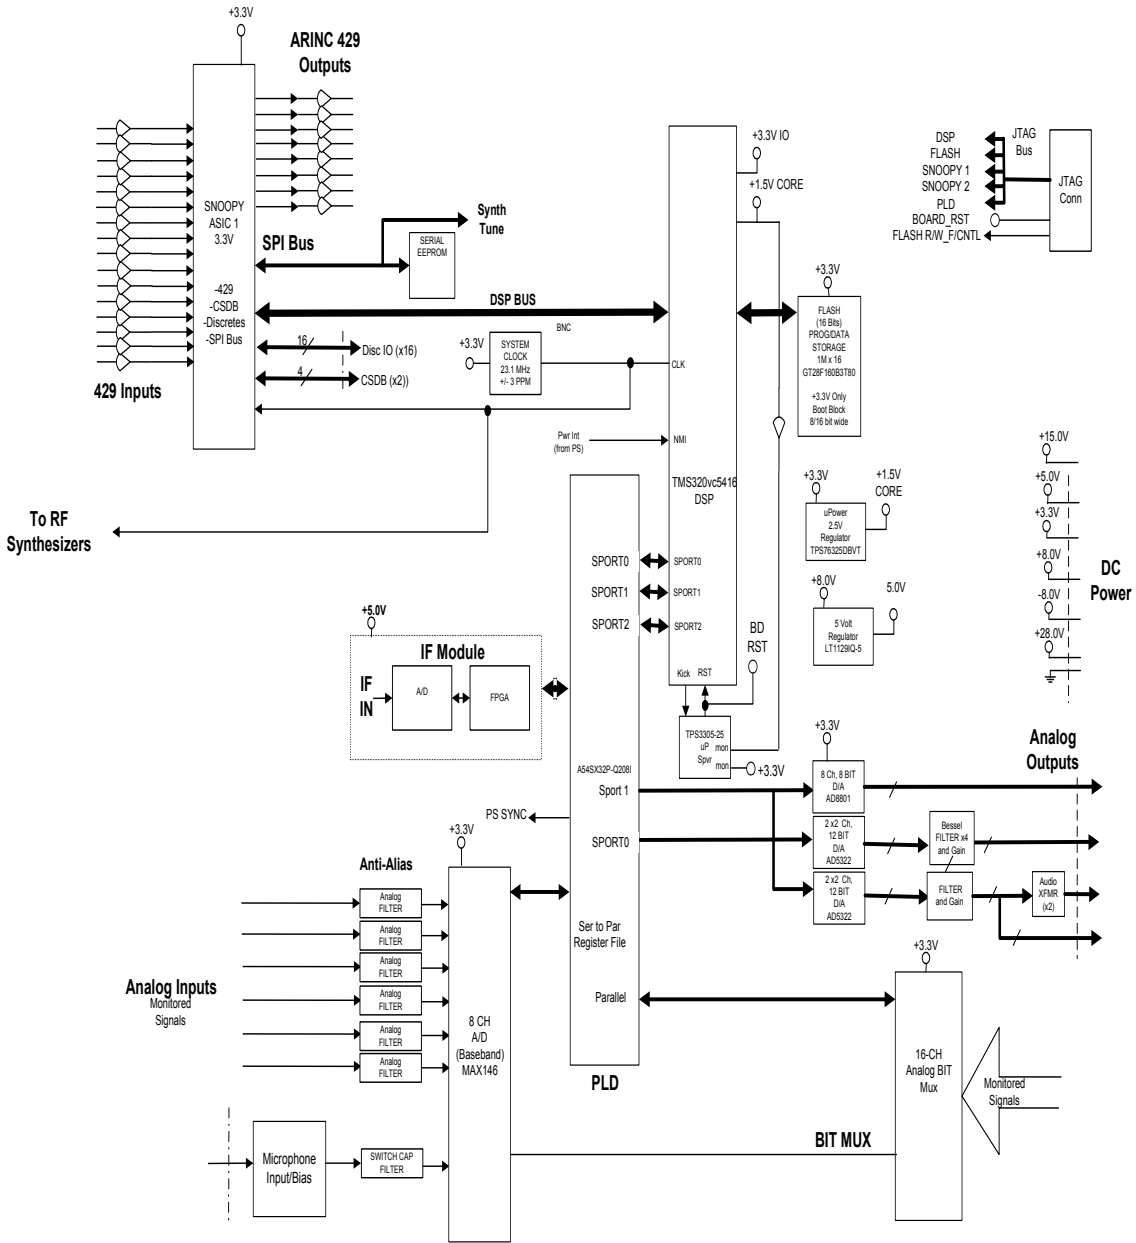 +3.3V
ARINC 429
Outputs
SNOOPY
ASIC 1
3.3V
-429
-CSDB
-Discretes
-SPI Bus
429 Inputs
SPI Bus
Synth
Tune
SERIAL
EEPROM
DSP BUS
BNC
16
Disc IO (x16)
4
CSDB (x2))
+3.3V
SYSTEM
CLOCK
23.1 MHz
+/- 3 PPM
CLK
Pwr Int
(from PS)
NMI
TMS320vc5416
DSP
+3.3V IO
+1.5V CORE
DSP
FLASH
SNOOPY 1
SNOOPY 2
PLD
BOARD_RST
FLASH R/W_F/CNTL
JTAG
Bus
JTAG
Conn
+3.3V
FLASH
(16 Bits)
PROG/DATA
STORAGE
1M x 16
GT28F160B3T80
+3.3V Only
Boot Block
8/16 bit wide
+3.3V
+1.5V
CORE
uPower
2.5V
Regulator
TPS76325DBVT
+8.0V
5.0V
5 Volt
Regulator
LT1129IQ-5
+15.0V
+5.0V
+3.3V
+8.0V
-8.0V
+28.0V
DC
Power
To RF
Synthesizers
SPORT0
SPORT0
SPORT1
SPORT1
SPORT2
SPORT2
Kick
RST
BD
RST
+5.0V
IF Module
IF
IN
A/D
FPGA
TPS3305-25
uP
Spvr
mon
mon
+3.3V
A54SX32P-Q208I
Sport 1
PS SYNC
SPORT0
Ser to Par
Register File
Parallel
PLD
+3.3V
8 Ch, 8 BIT
D/A
AD8801
2 x2 Ch,
12 BIT
D/A
AD5322
2 x2 Ch,
12 BIT
D/A
AD5322
Bessel
FILTER x4
and Gain
FILTER
and Gain
Audio
XFMR
(x2)
Analog
Outputs
+3.3V
Anti-Alias
Analog
FILTER
Analog
FILTER
Analog
FILTER
Analog
FILTER
Analog
FILTER
Analog
FILTER
Analog Inputs
Monitored
Signals
8 CH
A/D
(Baseband)
MAX146
Microphone
Input/Bias
SWITCH CAP
FILTER
BIT MUX
+3.3V
16-CH
Analog BIT
Mux
Monitored
Signals